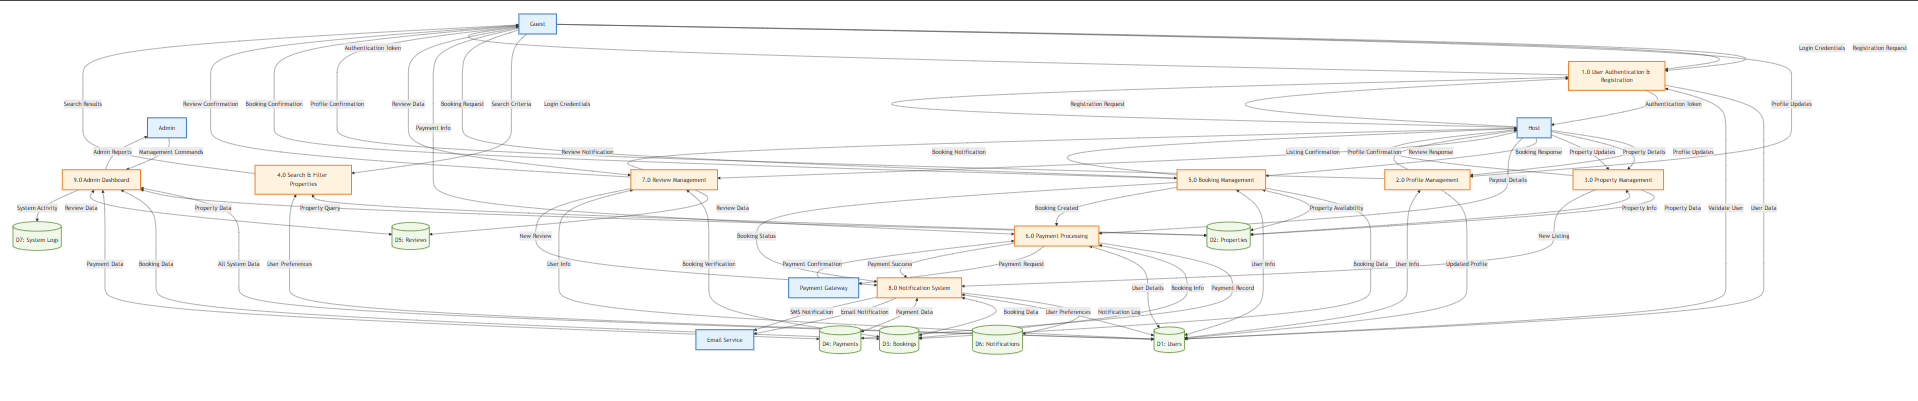 Guest
Authentication Token
Login Credentials
Registration Request
1.0 User Authentication &
Registration
Search Results
Review Confirmation
Booking Confirmation
Profile Confirmation
Review Data
Booking Request
Search Criteria
Login Credentials
Registration Request
Authentication Token
Profile Updates
Admin
Payment Info
Host
Admin Reports
Management Commands
Review Notification
Booking Notification
Listing Confirmation
Profile Confirmation
Review Response
Booking Response
Property Updates
Property Details
Profile Updates
9.0 Admin Dashboard
4.0 Search & Filter
Properties
7.0 Review Management
5.0 Booking Management
2.0 Profile Management
3.0 Property Management
Payout Details
System Activity
Review Data
Property Data
Property Query
Review Data
Booking Created
Property Availability
Property Info
Property Data
Validate User
User Data
D7: System Logs
D5: Reviews
New Review
Booking Status
6.0 Payment Processing
D2: Properties
New Listing
Payment Data
Booking Data
All System Data
User Preferences
User Info
Booking Verification
Payment Confirmation
Payment Success
Payment Request
User Info
Booking Data
User Info
Updated Profile
Payment Gateway
8.0 Notification System
User Details
Booking Info
Payment Record
SMS Notification
Email Notification
Payment Data
Booking Data
User Preferences
Notification Log
Email Service
D4: Payments
D3: Bookings
D6: Notifications
D1: Users